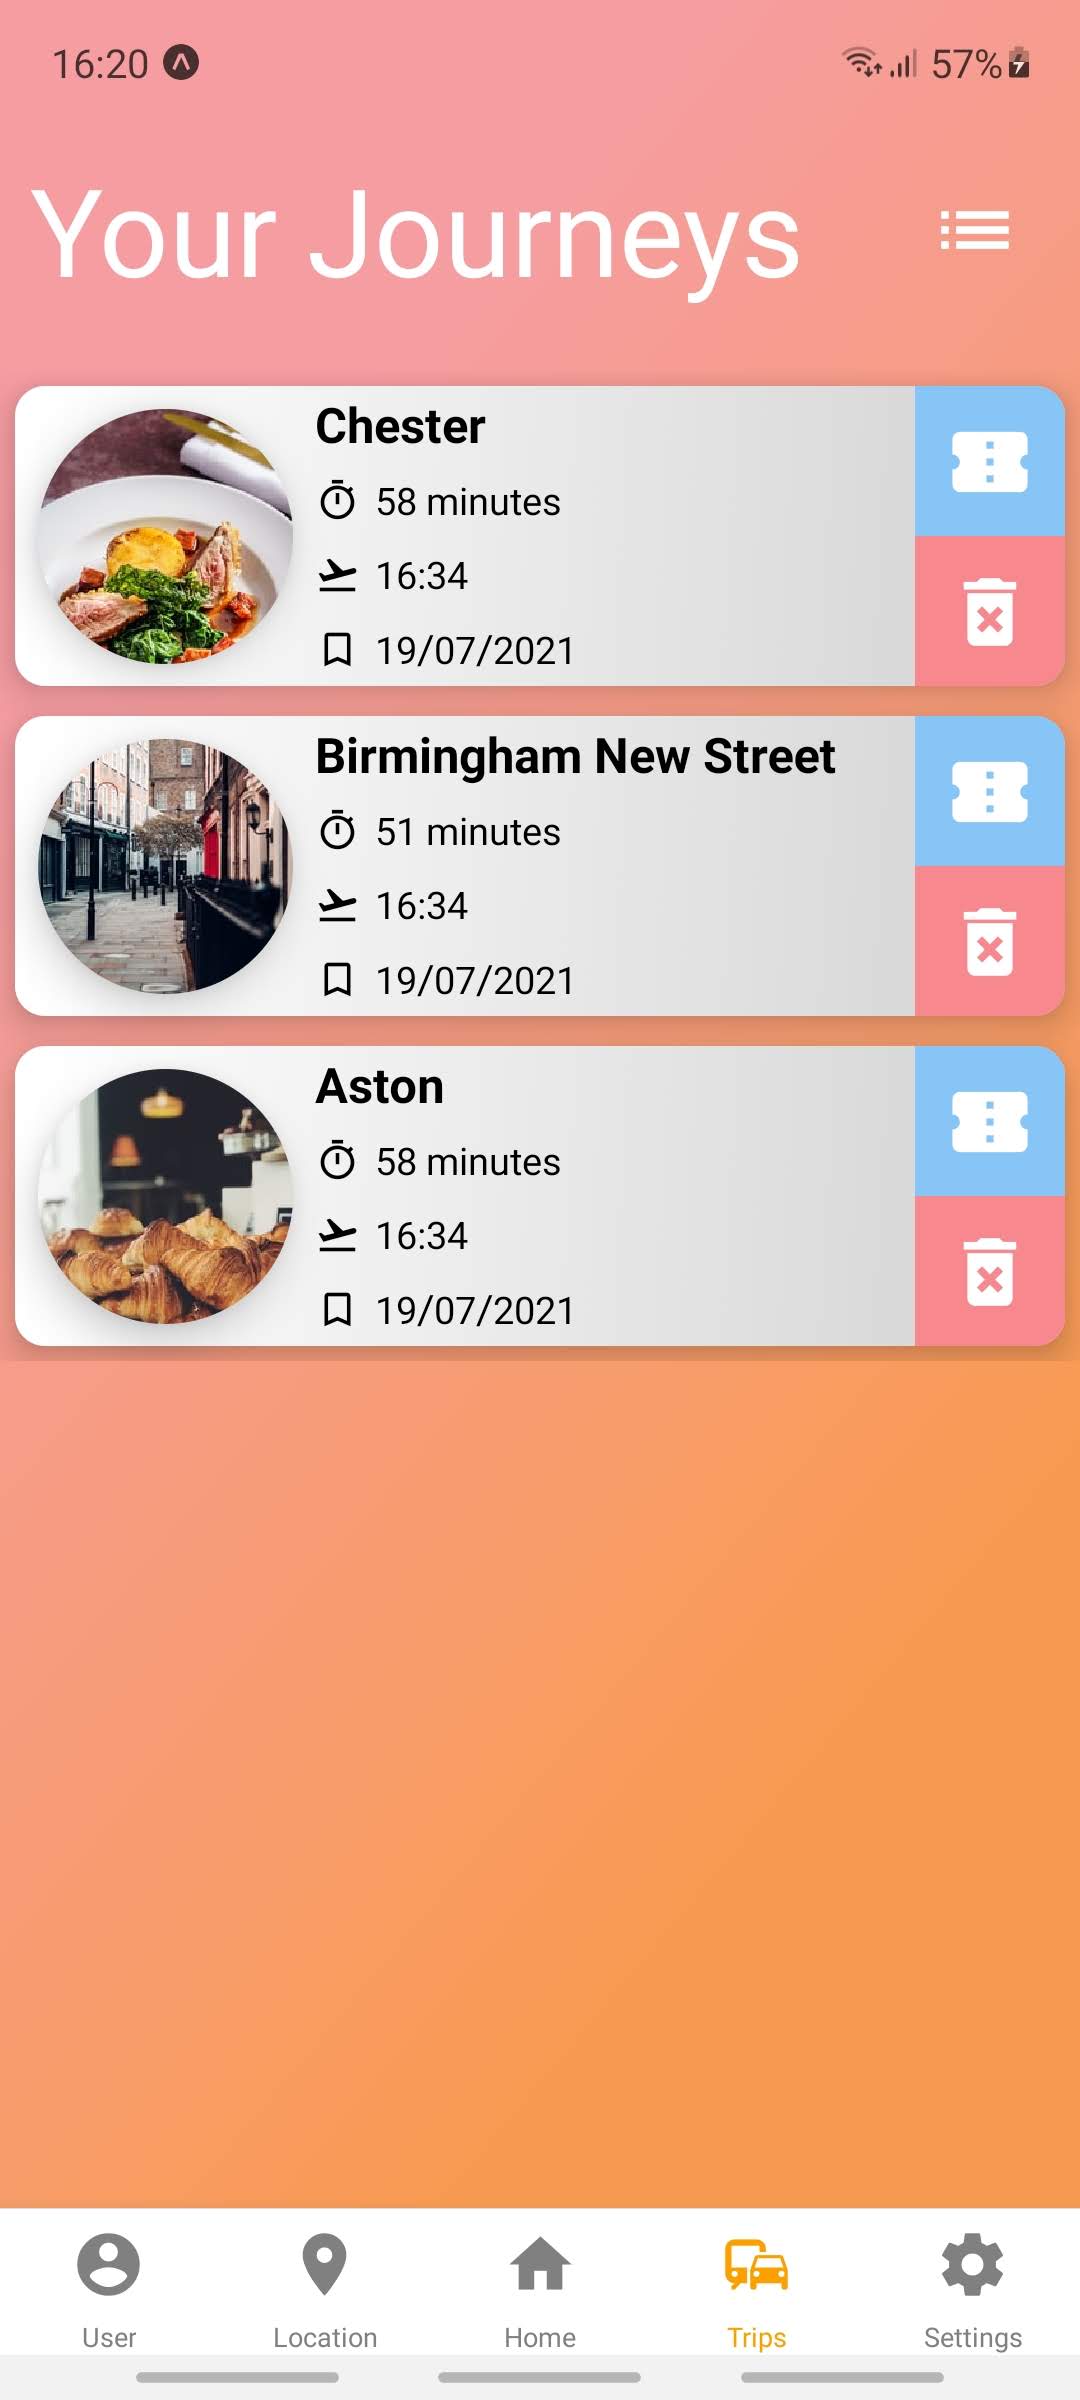 16:20
57%
Your Journeys
Chester
58 minutes
16:34
19/07/2021
Birmingham New Street
51 minutes
16:34
19/07/2021
Aston
58 minutes
16:34
19/07/2021
User
Location
Home
Trips
Settings